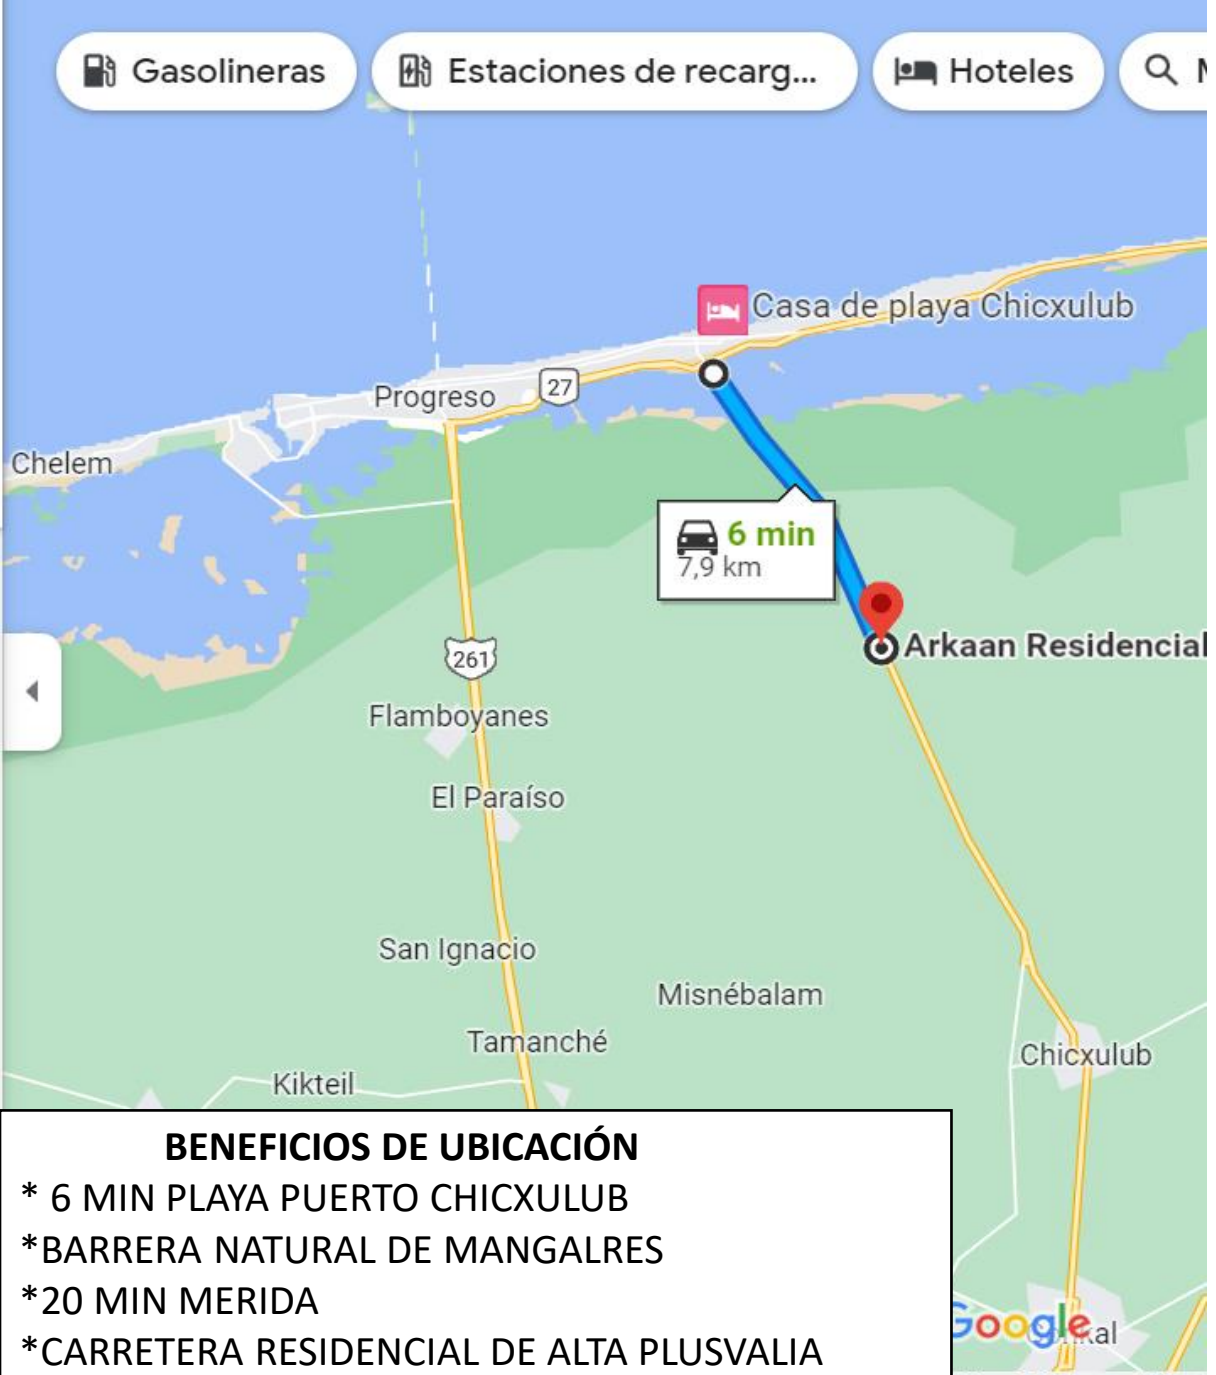 Gasolineras
Estaciones de recarg...
Hoteles
Casa de playa Chicxulub
27
Progreso
Chelem
6 min
7,9 km
Arkaan Residencial
261
Flamboyanes
El Paraíso
San Ignacio
Misnébalam
Tamanché
Chicxulub
Kikteil
BENEFICIOS DE UBICACIÓN
* 6 MIN PLAYA PUERTO CHICXULUB
*BARRERA NATURAL DE MANGALRES
*20 MIN MERIDA
*CARRETERA RESIDENCIAL DE ALTA PLUSVALIA
Google